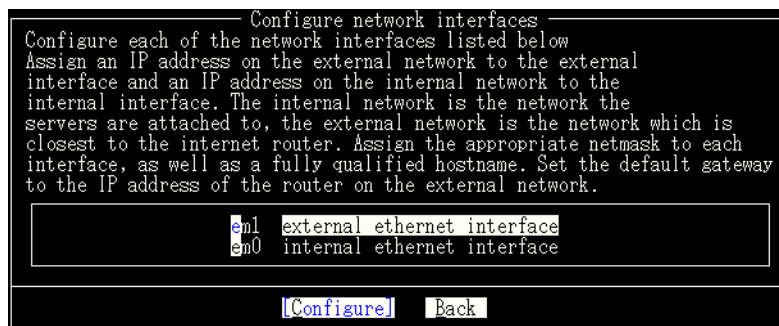 Configure network interfaces
Configure each of the network interfaces listed below
Assign an IP address on the external network to the external
interface and an IP address on the internal network to the
internal interface. The internal network is the network the
servers are attached to, the external network is the network which is
closest to the internet router. Assign the appropriate netmask to each
interface, as well as a fully qualified hostname. Set the default gateway
to the IP address of the router on the external network.
em1 external ethernet interface
em0 internal ethernet interface
[Configure] Back